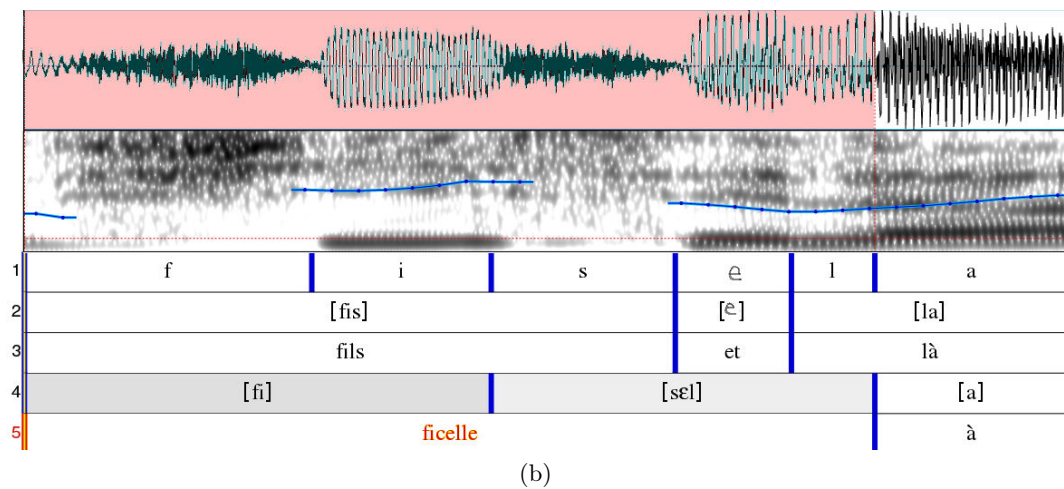 1 f i s e l a
2 [fis] [e] [la]
3 fils et là
4 [fi] [sɛl] [a]
5 ficelle à
(b)